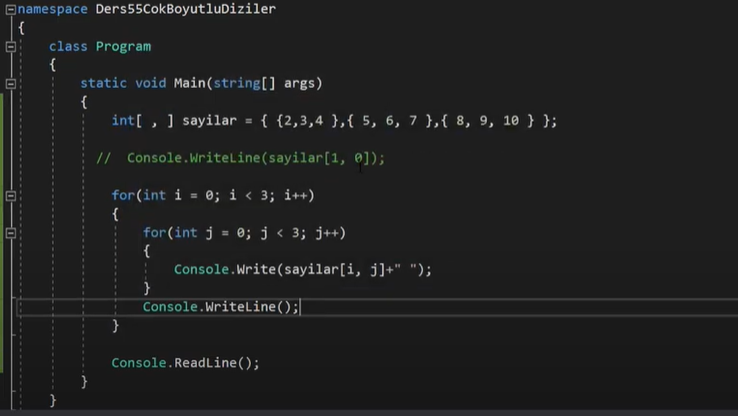 namespace Ders55CokBoyutluDiziler
{
class Program
{
static void Main(string[] args)
{
int[ , ] sayilar = { {2,3,4 },{ 5, 6, 7 },{ 8, 9, 10 } };
//  Console.WriteLine(sayilar[1, 0]);
for(int i = 0; i < 3; i++)
{
for(int j = 0; j < 3; j++)
{
Console.Write(sayilar[i, j]+" ");
}
Console.WriteLine();
}
Console.ReadLine();
}
}